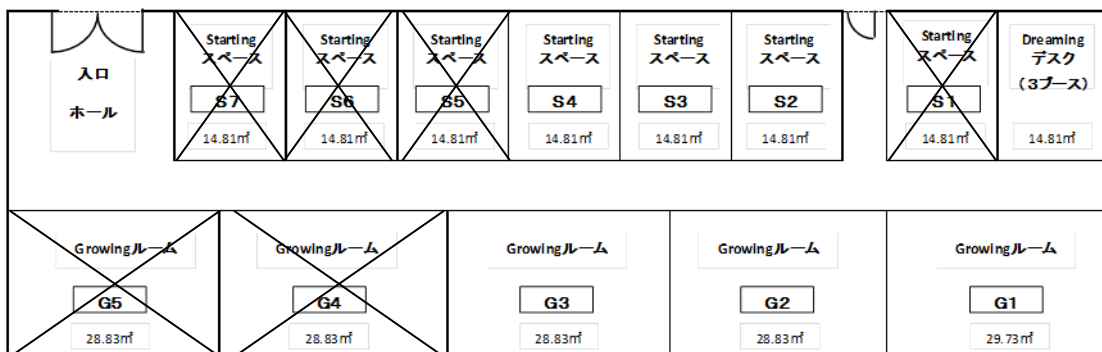 入口
ホール
Starting
スペース
S7
14.81㎡
Starting
スペース
S6
14.81㎡
Starting
スペース
S5
14.81㎡
Starting
スペース
S4
14.81㎡
Starting
スペース
S3
14.81㎡
Starting
スペース
S2
14.81㎡
Starting
スペース
S1
14.81㎡
Dreaming
デスク
(3ブース)
14.81㎡
Growingルーム
G5
28.83㎡
Growingルーム
G4
28.83㎡
Growingルーム
G3
28.83㎡
Growingルーム
G2
28.83㎡
Growingルーム
G1
29.73㎡